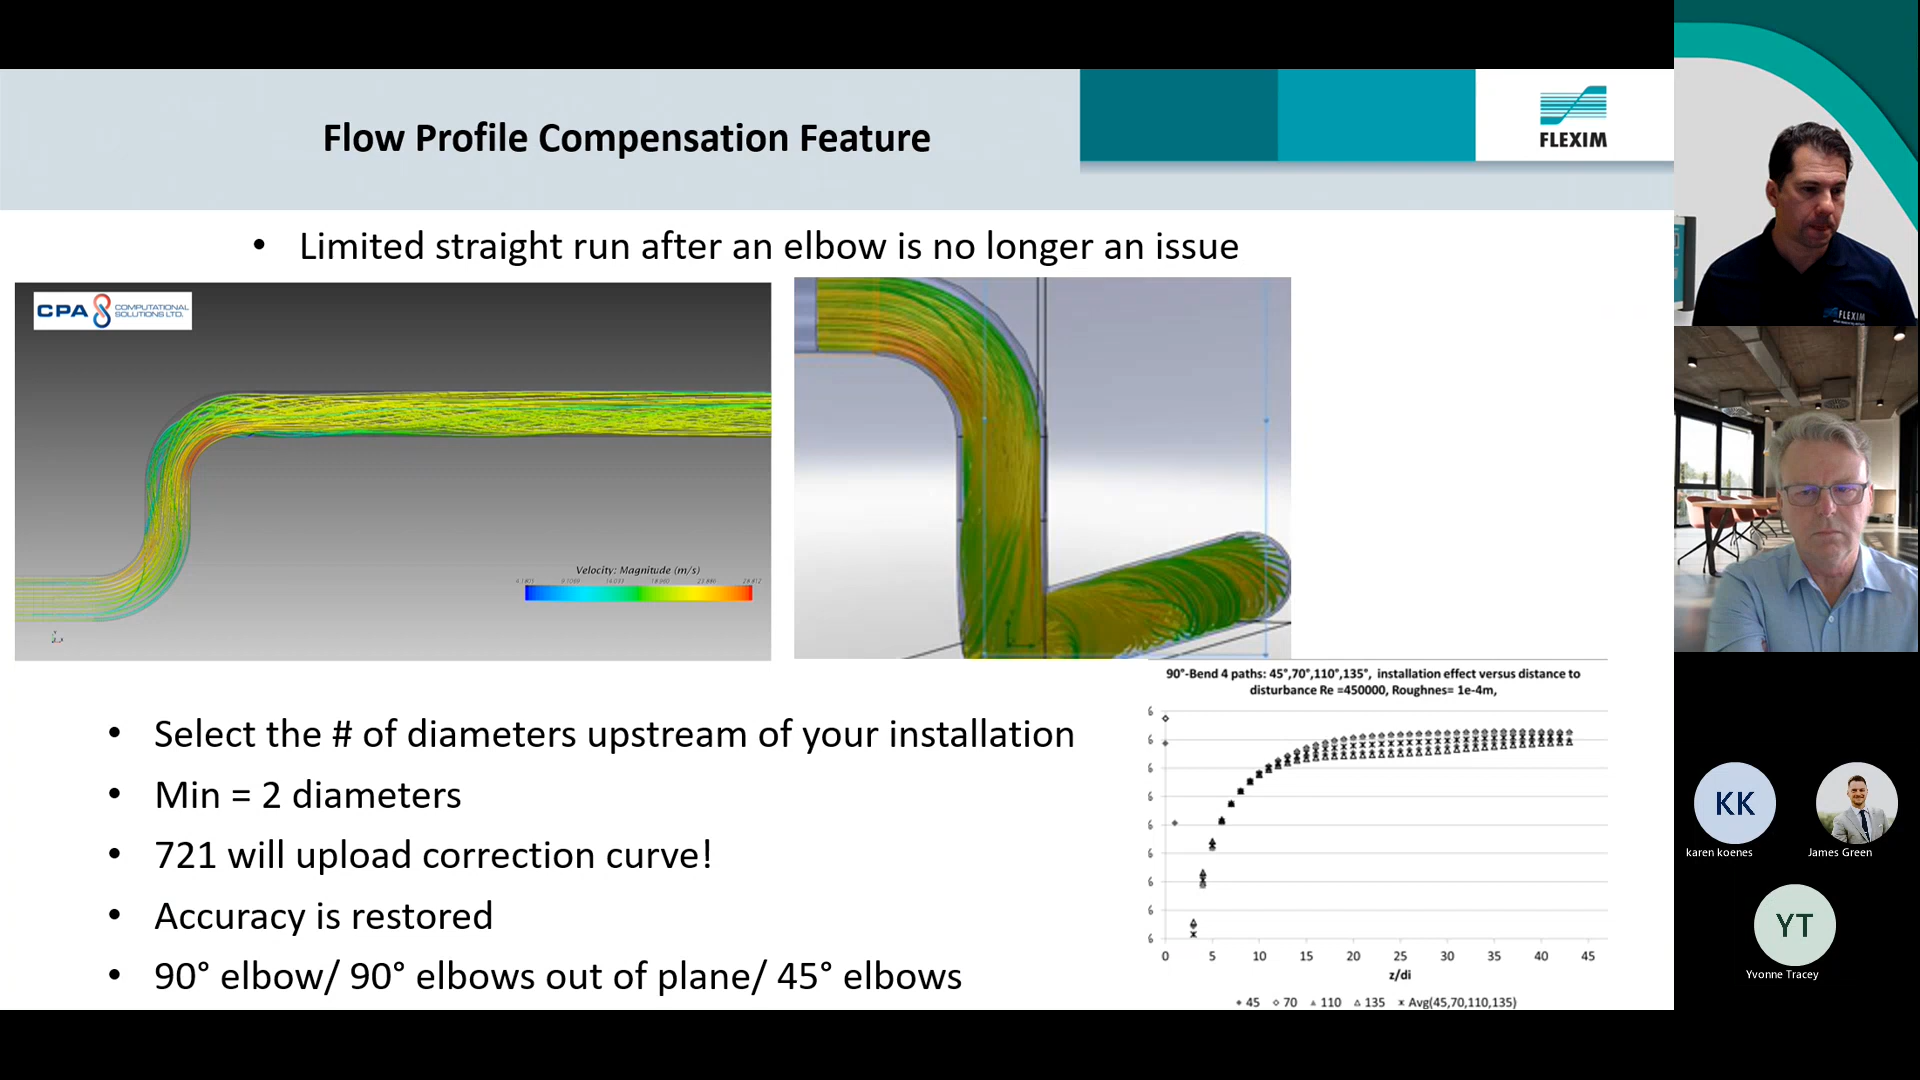 Flow Profile Compensation Feature
FLEXIM
• Limited straight run after an elbow is no longer an issue
CPA COMPUTATIONAL
SOLUTIONS LTD.
Velocity: Magnitude (m/s)
• Select the # of diameters upstream of your installation
• Min = 2 diameters
• 721 will upload correction curve!
• Accuracy is restored
• 90° elbow/ 90° elbows out of plane/ 45° elbows
90°-Bend 4 paths: 45°,70°,110°,135°, installation effect versus distance to
disturbance Re =450000, Roughnes= 1e-4m,
0 5 10 15 20 25 30 35 40 45
z/di
45 70 110 135 Avg(45,70,110,135)
FLEXIM
KK
karen koenes
James Green
YT
Yvonne Tracey